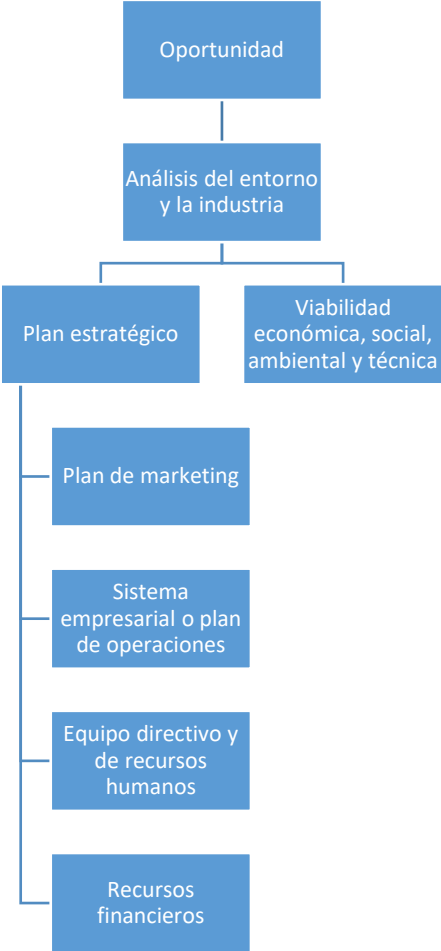 Oportunidad
Análisis del entorno
y la industria
Plan estratégico
Viabilidad
económica, social,
ambiental y técnica
Plan de marketing
Sistema
empresarial o plan
de operaciones
Equipo directivo y
de recursos
humanos
Recursos
financieros